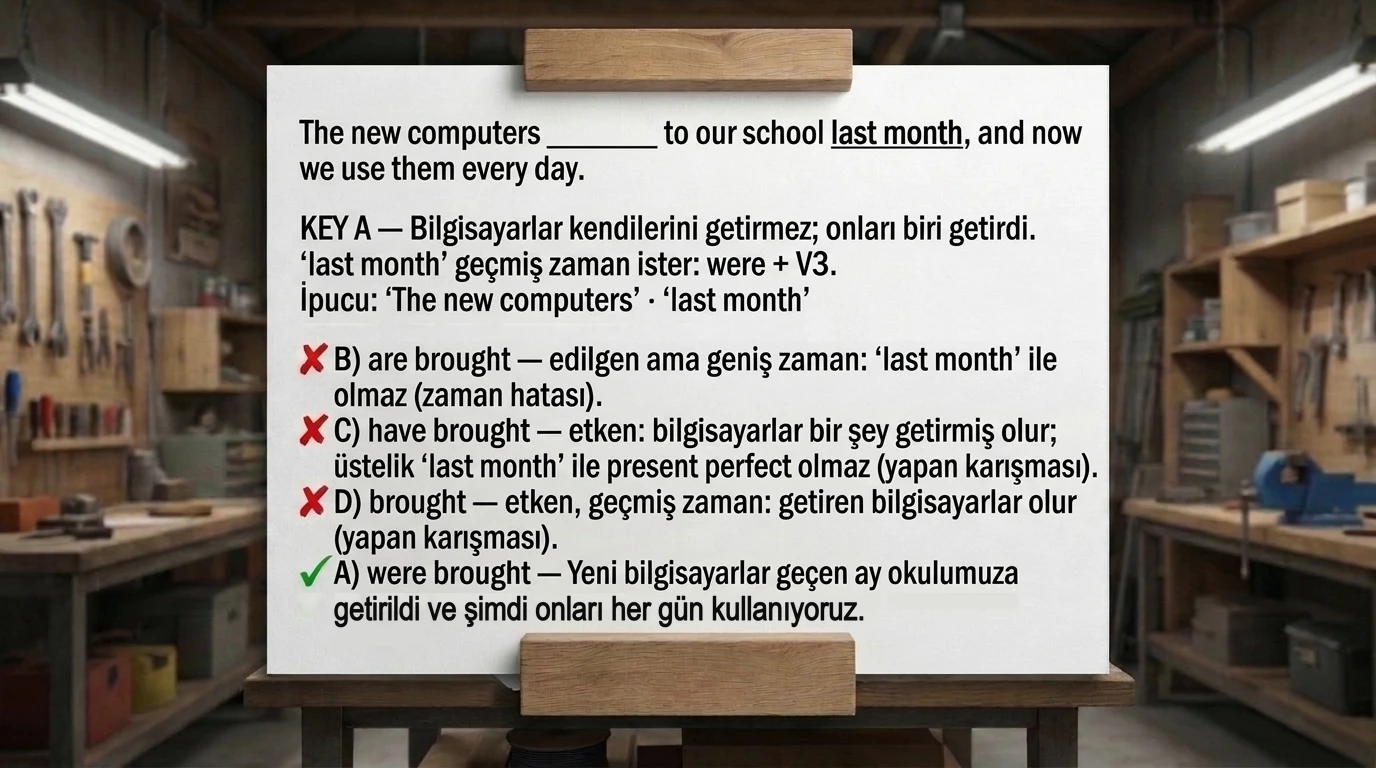 The new computers ________ to our school last month, and now
we use them every day.
KEY A — Bilgisayarlar kendilerini getirmez; onları biri getirdi.
‘last month’ geçmiş zaman ister: were + V3.
İpucu: ‘The new computers’ · ‘last month’
✗ B) are brought — edilgen ama geniş zaman: ‘last month’ ile
olmaz (zaman hatası).
✗ C) have brought — etken: bilgisayarlar bir şey getirmiş olur;
üstelik ‘last month’ ile present perfect olmaz (yapan karışması).
✗ D) brought — etken, geçmiş zaman: getiren bilgisayarlar olur
(yapan karışması).
✓ A) were brought — Yeni bilgisayarlar geçen ay okulumuza
getirildi ve şimdi onları her gün kullanıyoruz.